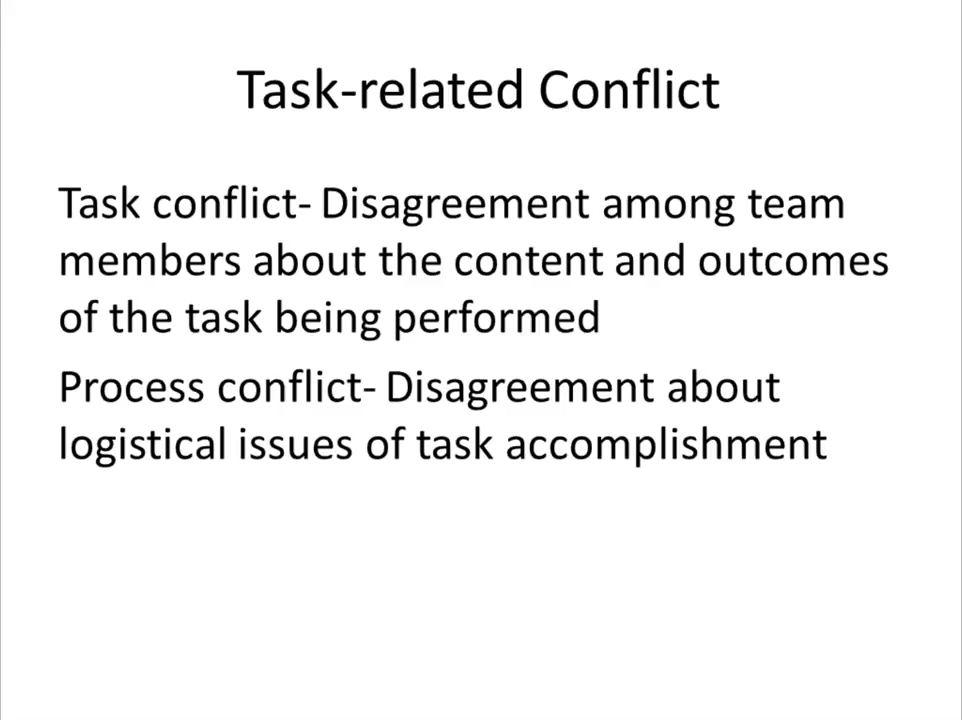 Task-related Conflict
Task conflict- Disagreement among team
members about the content and outcomes
of the task being performed
Process conflict- Disagreement about
logistical issues of task accomplishment